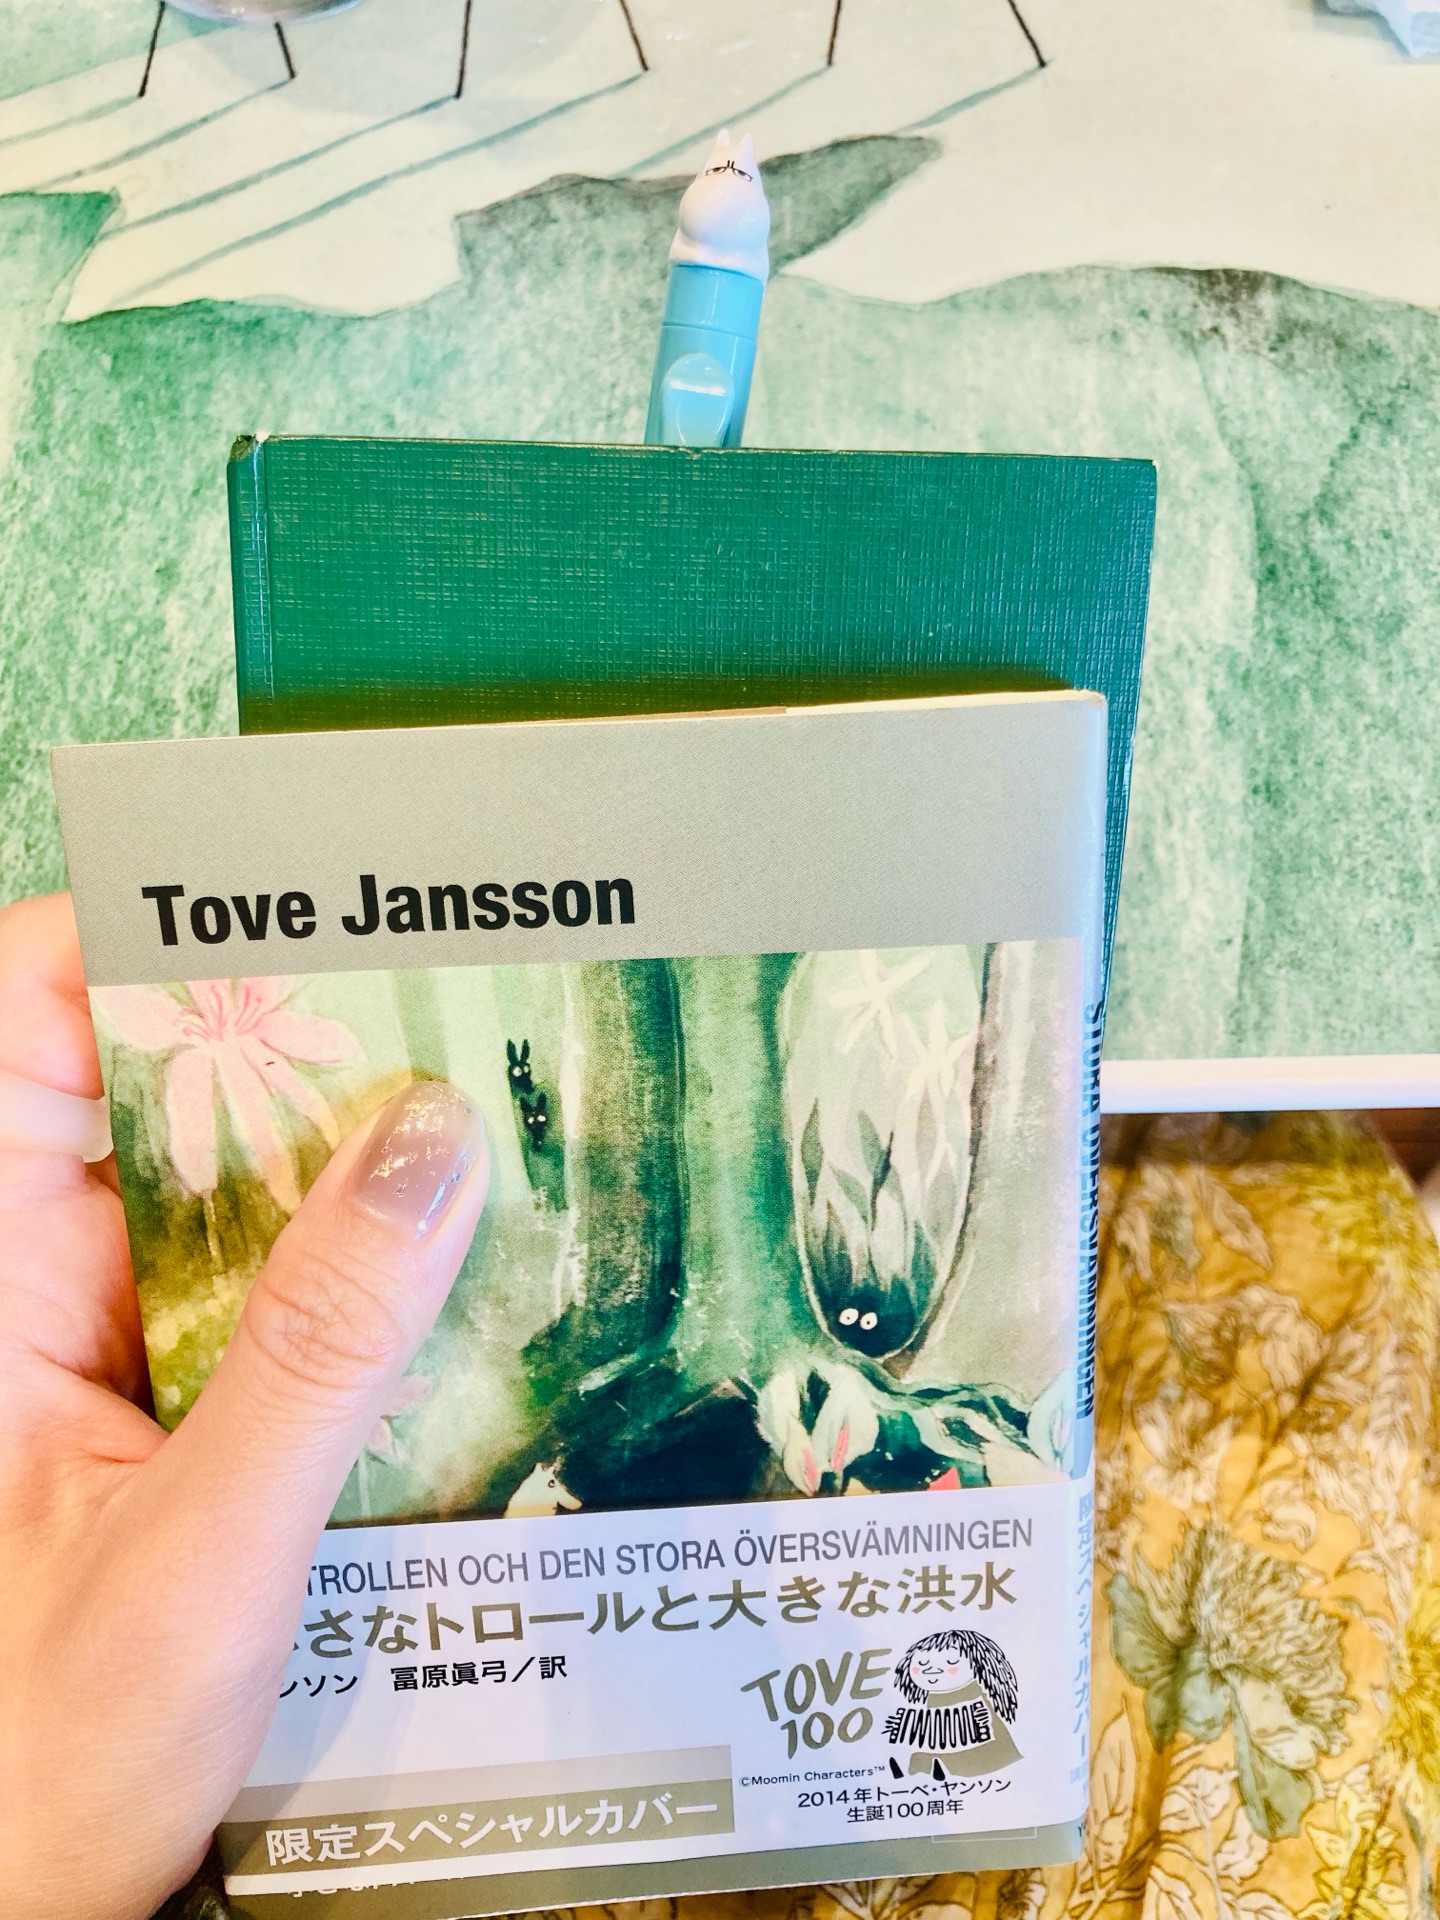 Tove Jansson
TROLLEN OCH DEN STORA ÖVERSVÄMNINGEN
さなトロールと大きな洪水
ンソン 冨原眞弓／訳
TOVE
100
©Moomin Characters™
2014年トーベ・ヤンソン
生誕100周年
限定スペシャルカバー
STORA ÖVERSVÄMNINGEN
限定スペシャルカバー